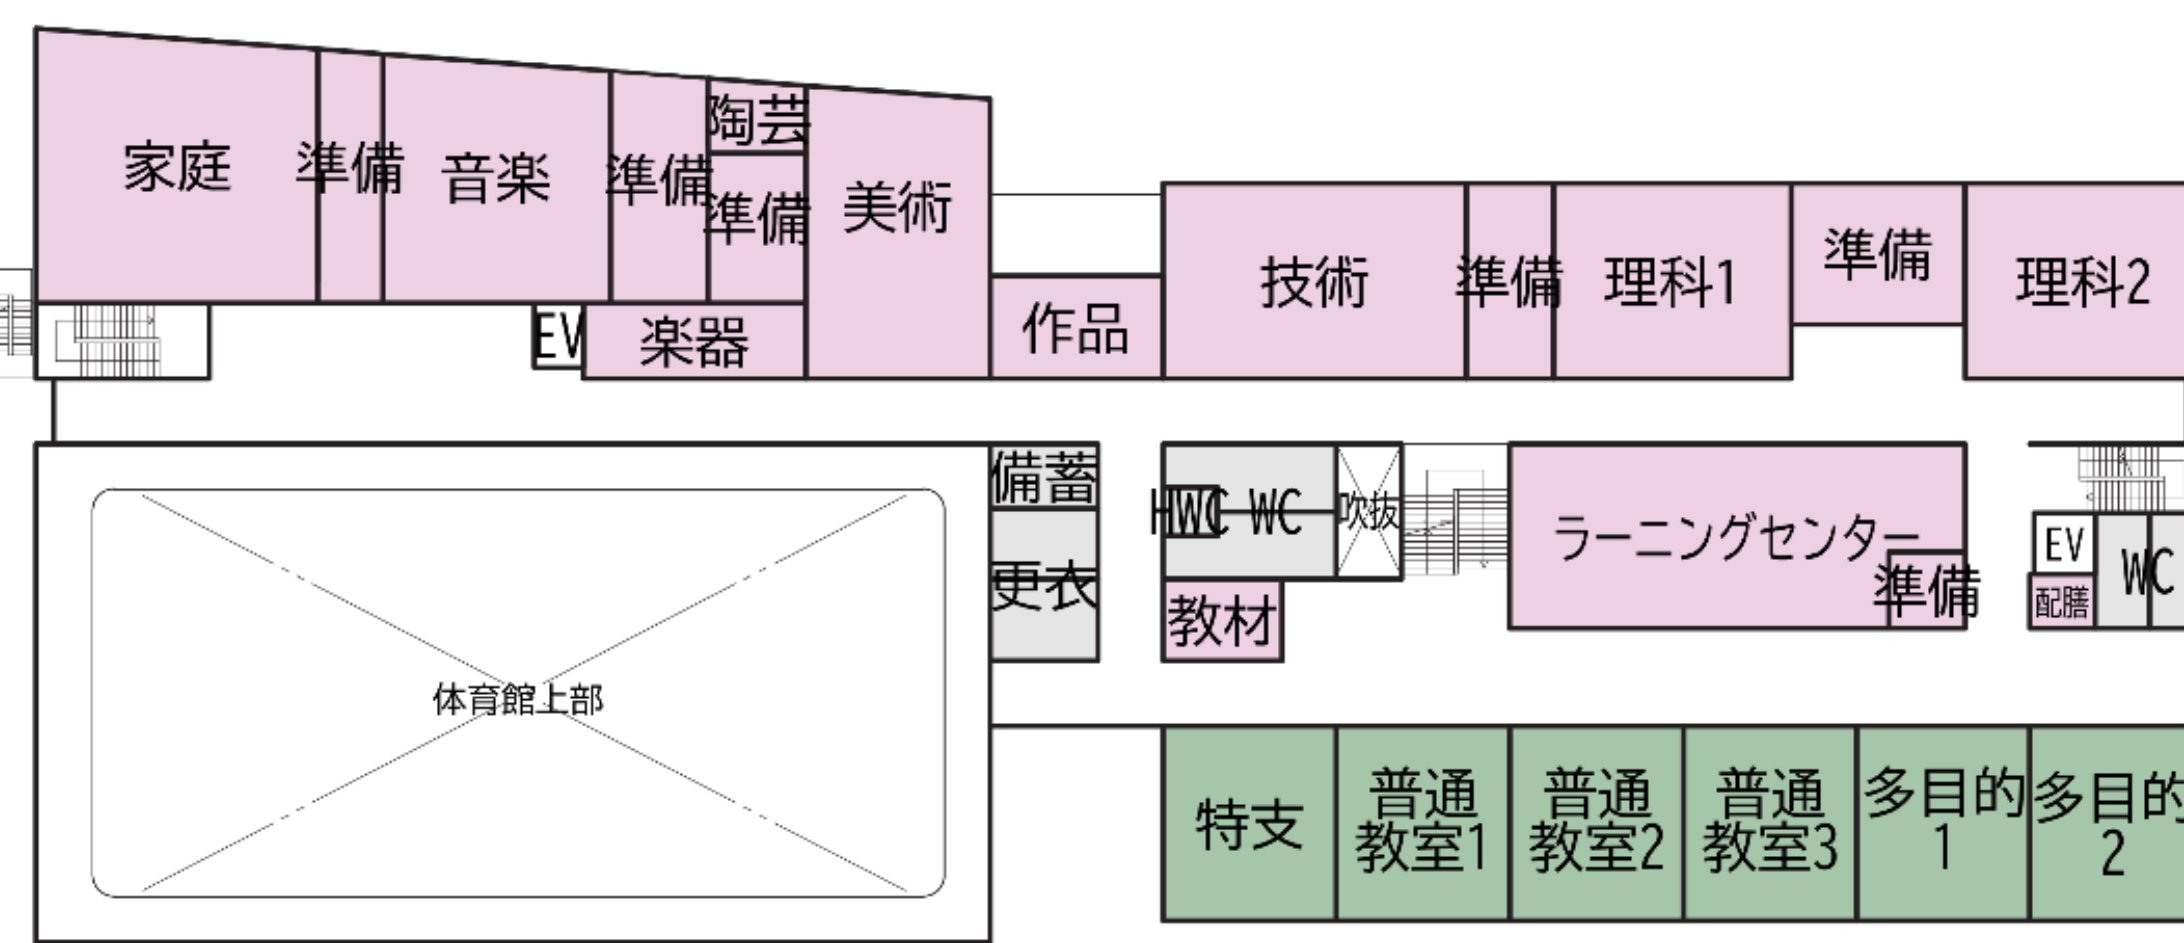 家庭
準備
音楽
準備
陶芸
準備
美術
EV
楽器
作品
技術
準備
理科1
準備
理科2
備蓄
更衣
HWC
WC
吹抜
教材
ラーニングセンター
準備
EV
配膳
WC
体育館上部
特支
普通
教室1
普通
教室2
普通
教室3
多目的
1
多目的
2